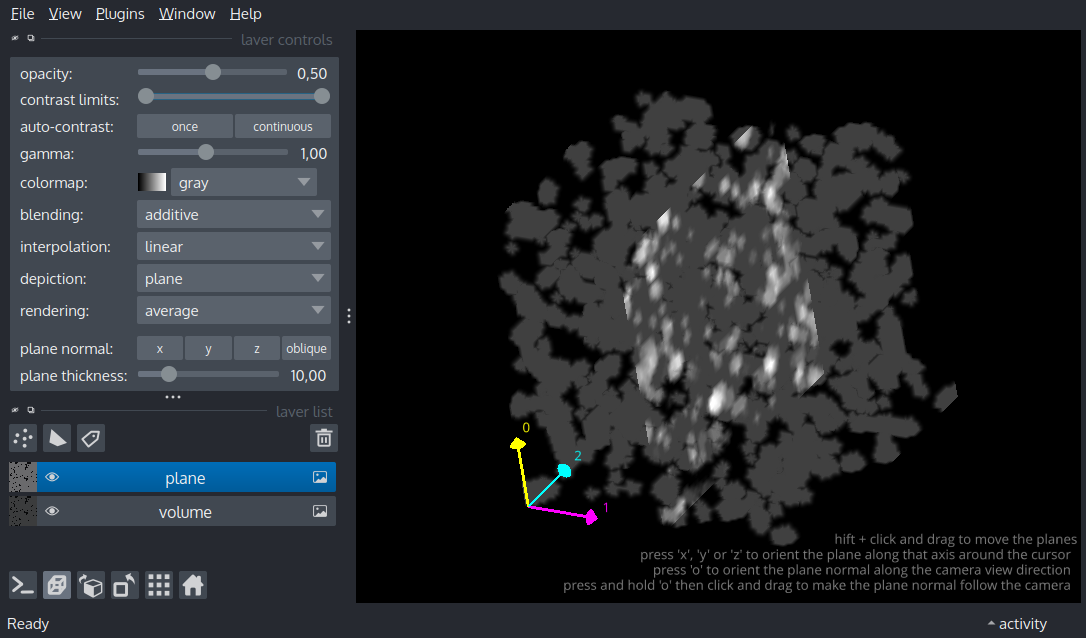 File View Plugins Window Help
layer controls
opacity: 0,50
contrast limits:
auto-contrast: once continuous
gamma: 1,00
colormap: gray
blending: additive
interpolation: linear
depiction: plane
rendering: average
plane normal: x y z oblique
plane thickness: 10,00
layer list
plane
volume
0
2
1
hift + click and drag to move the planes
press 'x', 'y' or 'z' to orient the plane along that axis around the cursor
press 'o' to orient the plane normal along the camera view direction
press and hold 'o' then click and drag to make the plane normal follow the camera
Ready
activity